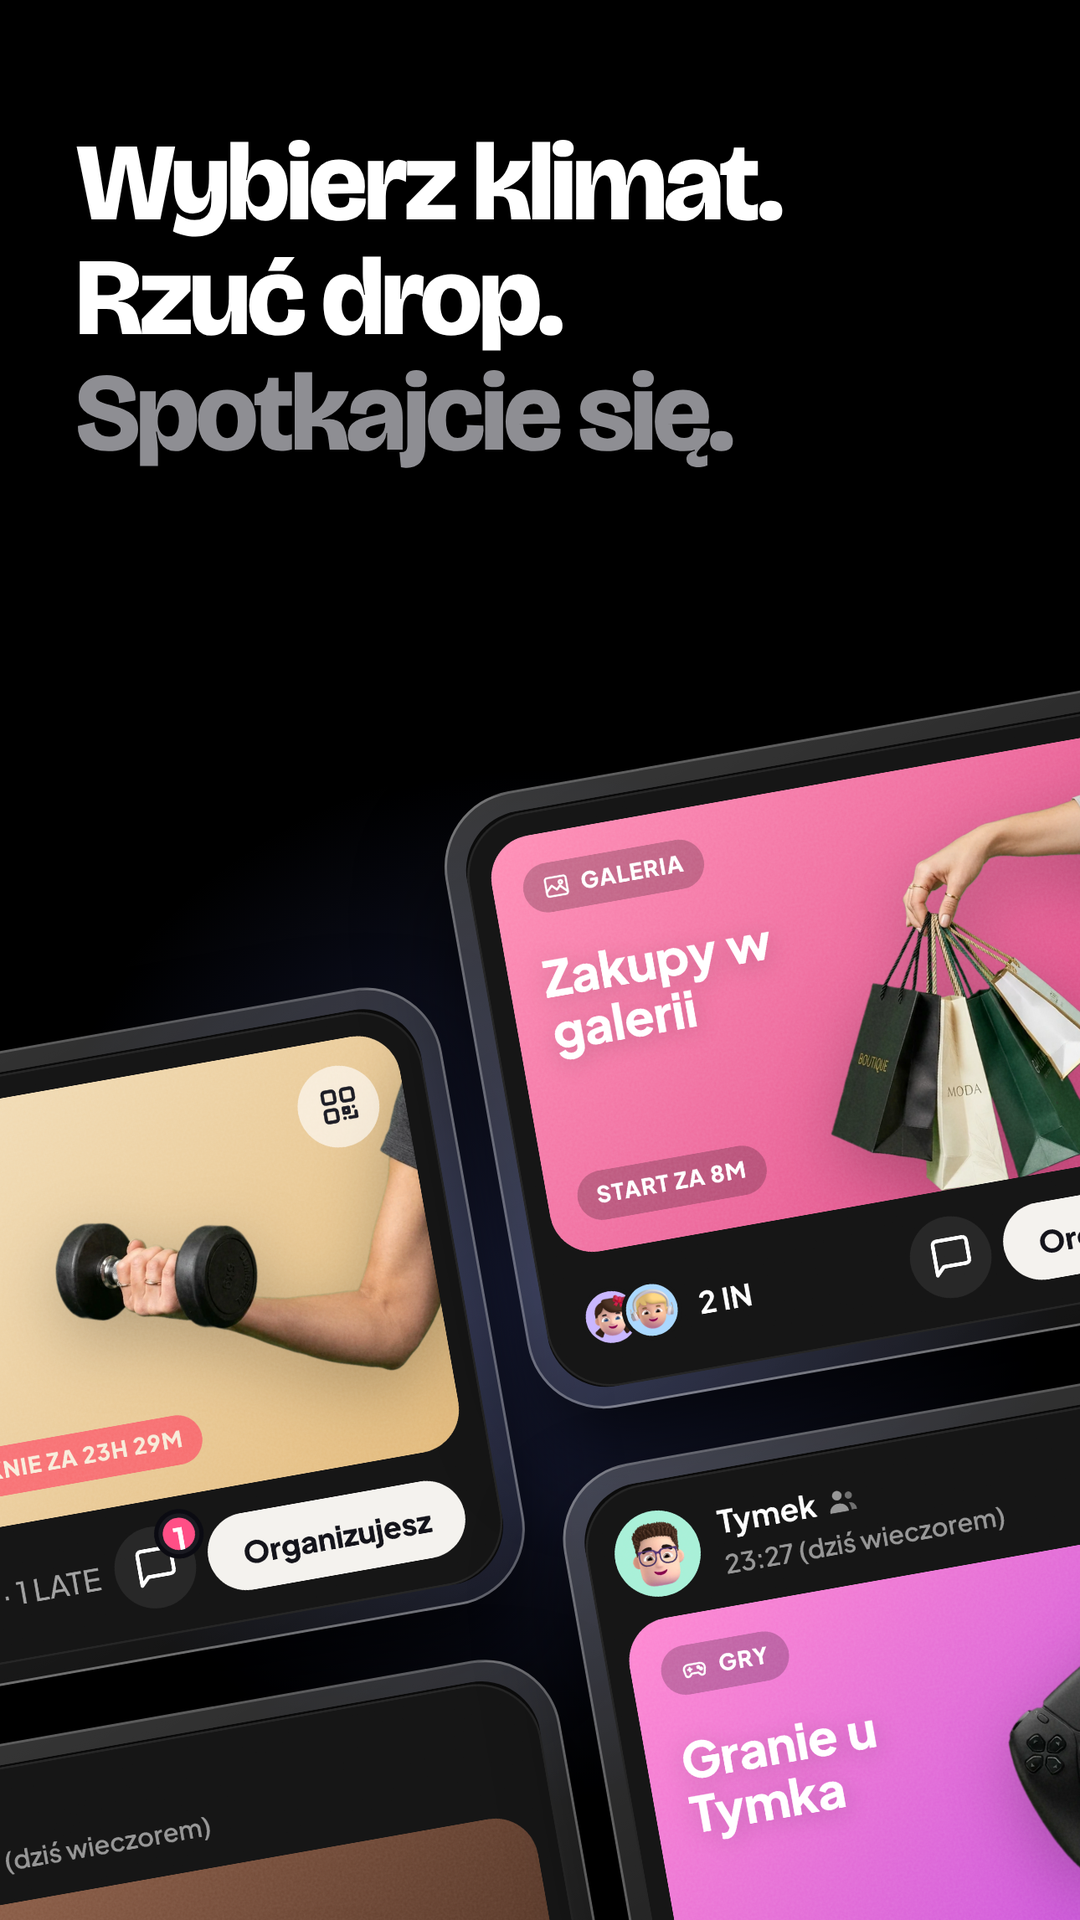 Wybierz klimat.
Rzuć drop.
Spotkajcie się.
GALERIA
Zakupy w
galerii
BOUTIQUE
MODA
START ZA 8M
2 IN
ZA 23H 29M
1
· 1 LATE
Organizujesz
Tymek
23:27 (dziś wieczorem)
GRY
Granie u
Tymka
(dziś wieczorem)